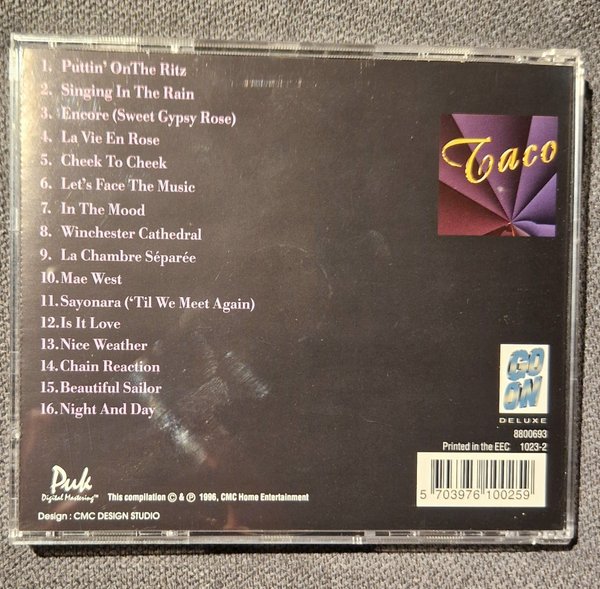 1. Puttin' OnThe Ritz
2. Singing In The Rain
3. Encore (Sweet Gypsy Rose)
4. La Vie En Rose
5. Cheek To Cheek
6. Let's Face The Music
7. In The Mood
8. Winchester Cathedral
9. La Chambre Séparée
10. Mae West
11. Sayonara ('Til We Meet Again)
12. Is It Love
13. Nice Weather
14. Chain Reaction
15. Beautiful Sailor
16. Night And Day
Taco
GO
ON
DELUXE
8800693
Printed in the EEC 1023-2
5 703976 100259
Puk
Digital Mastering™
This compilation © & ℗ 1996, CMC Home Entertainment
Design : CMC DESIGN STUDIO